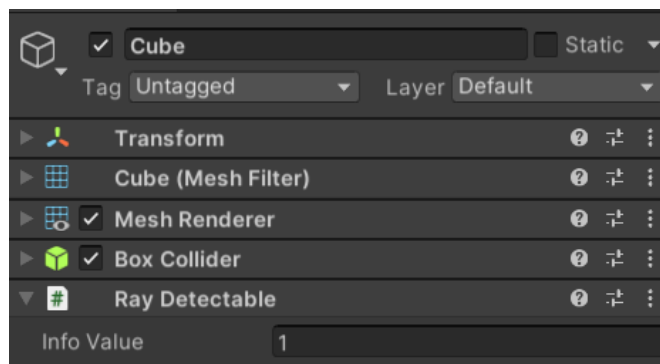 Cube Static
Tag Untagged Layer Default
Transform
Cube (Mesh Filter)
Mesh Renderer
Box Collider
# Ray Detectable
Info Value 1